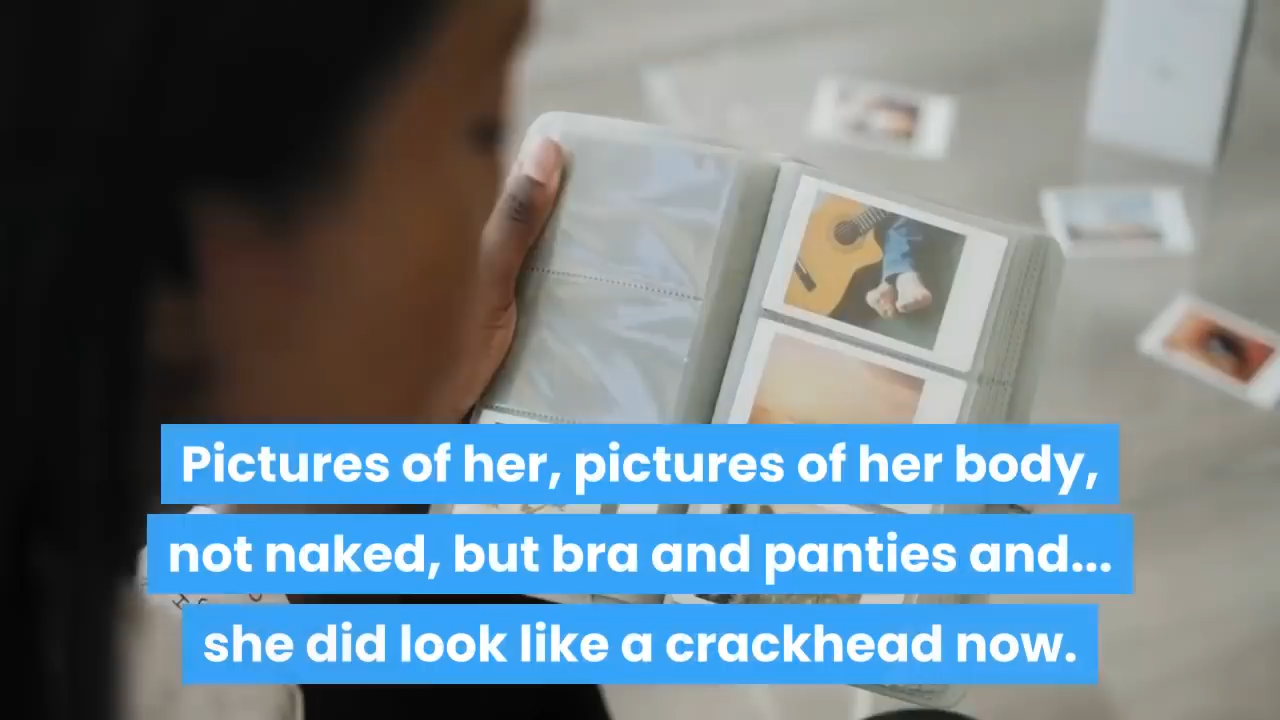 Pictures of her, pictures of her body,
not naked, but bra and panties and...
she did look like a crackhead now.